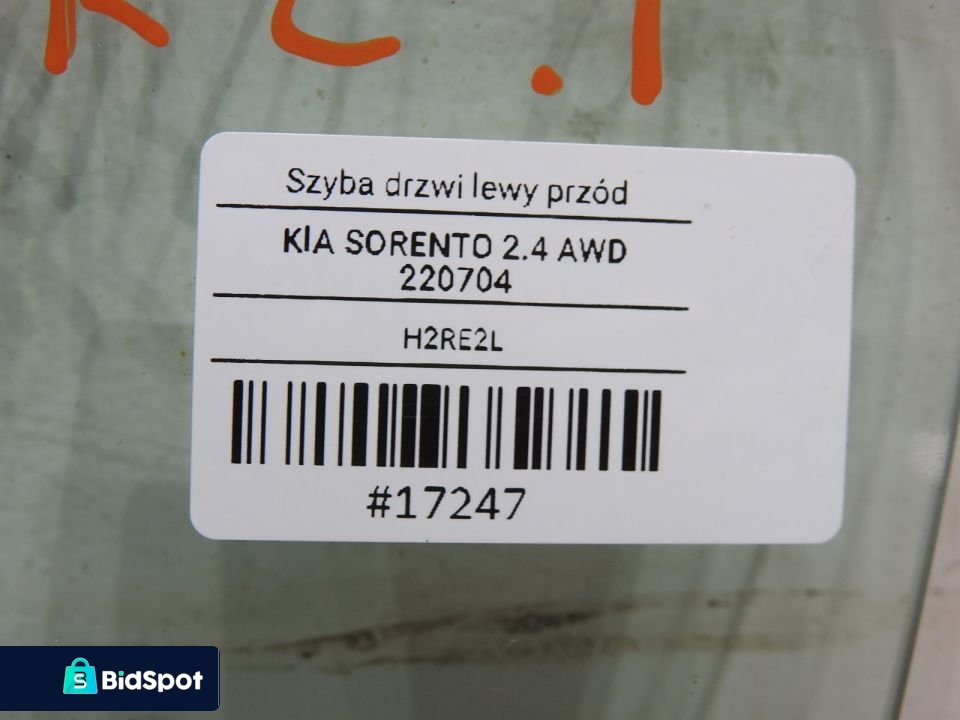 Szyba drzwi lewy przód
KIA SORENTO 2.4 AWD
220704
H2RE2L
#17247
BidSpot